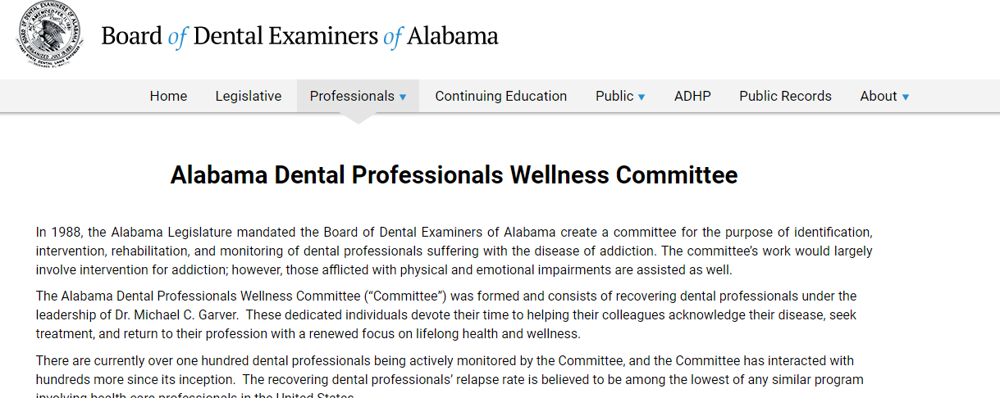 Board of Dental Examiners of Alabama
Home Legislative Professionals Continuing Education Public ADHP Public Records About
Alabama Dental Professionals Wellness Committee
In 1988, the Alabama Legislature mandated the Board of Dental Examiners of Alabama create a committee for the purpose of identification,
intervention, rehabilitation, and monitoring of dental professionals suffering with the disease of addiction. The committee's work would largely
involve intervention for addiction; however, those afflicted with physical and emotional impairments are assisted as well.
The Alabama Dental Professionals Wellness Committee (“Committee”) was formed and consists of recovering dental professionals under the
leadership of Dr. Michael C. Garver. These dedicated individuals devote their time to helping their colleagues acknowledge their disease, seek
treatment, and return to their profession with a renewed focus on lifelong health and wellness.
There are currently over one hundred dental professionals being actively monitored by the Committee, and the Committee has interacted with
hundreds more since its inception. The recovering dental professionals’ relapse rate is believed to be among the lowest of any similar program
involving health care professionals in the United States.